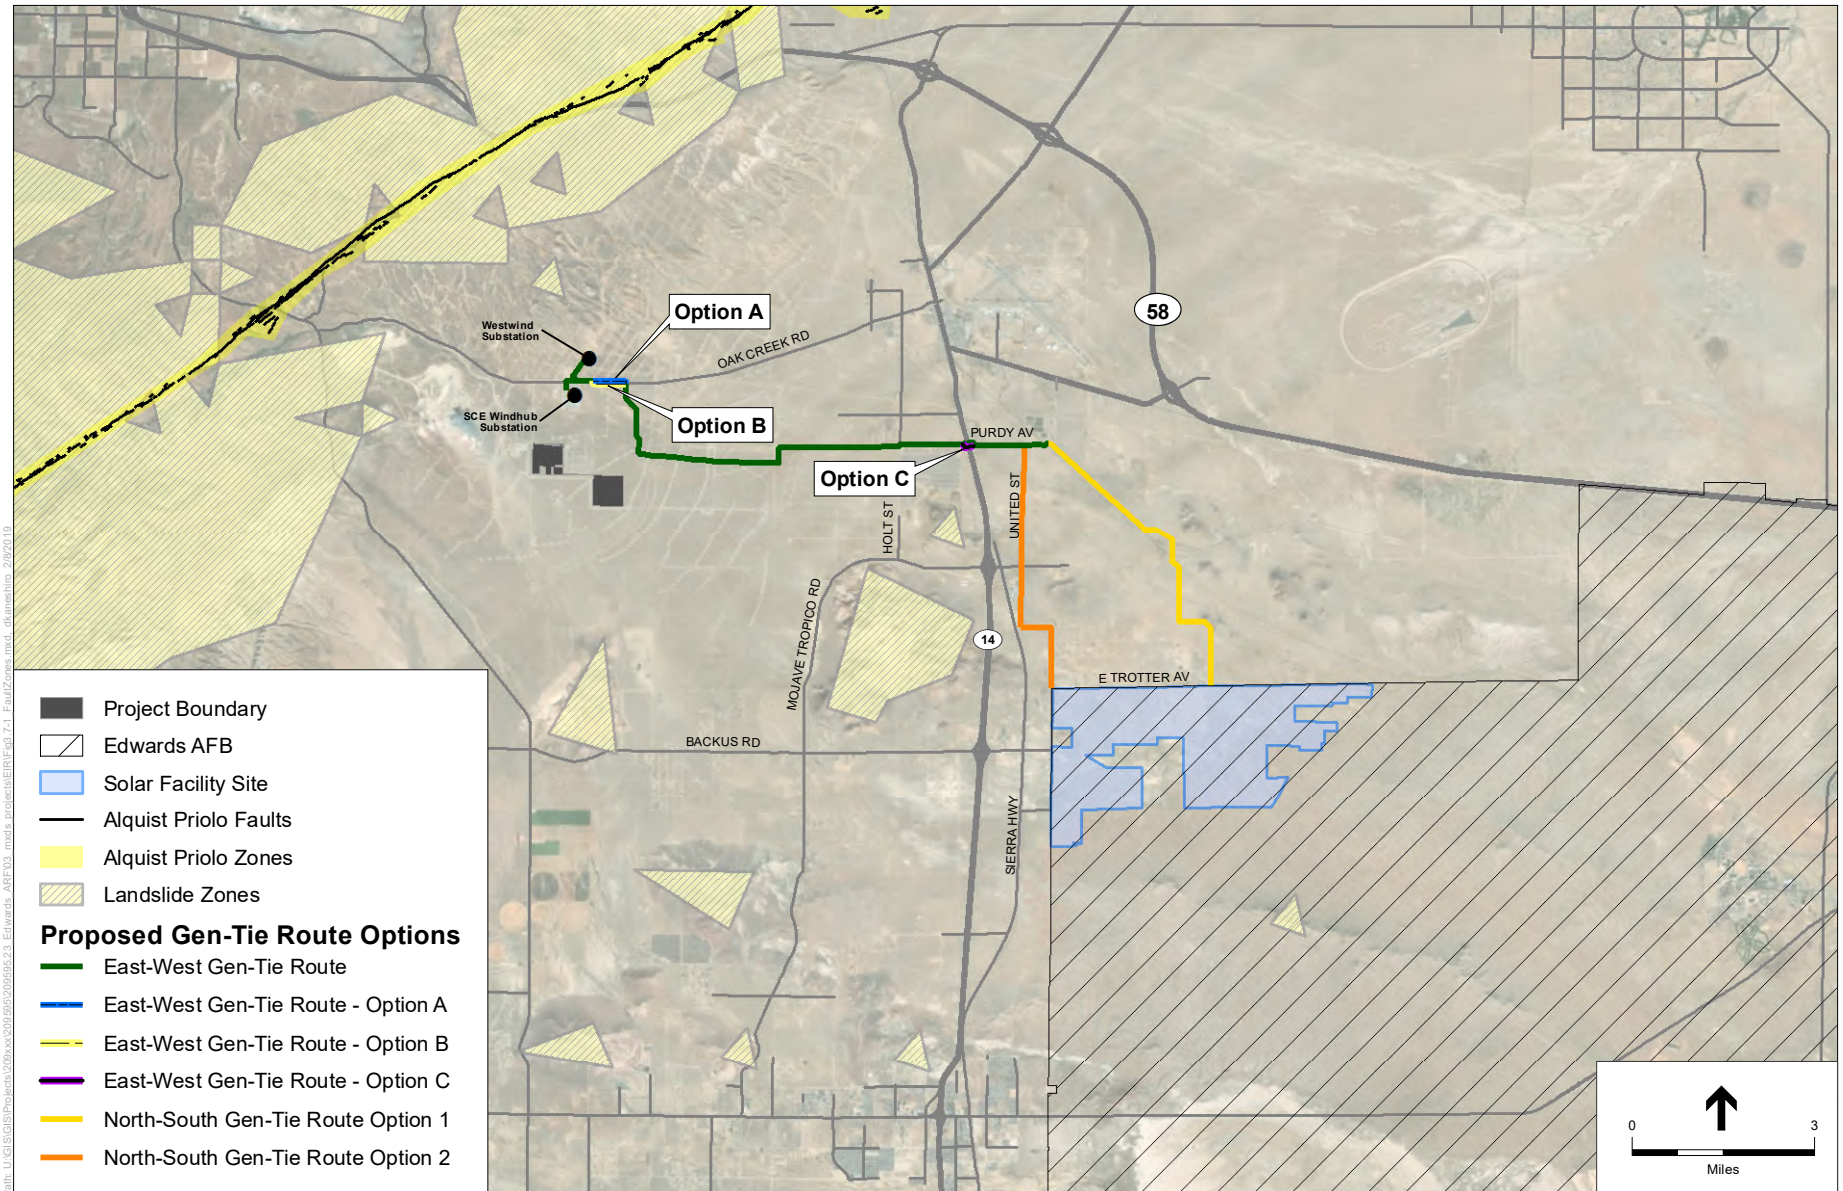 58
Option A
Westwind
Substation
OAK CREEK RD
SCE Windhub
Substation
Option B
PURDY AV
Option C
UNITED ST
HOLT ST
MOJAVE TROPICO RD
14
E TROTTER AV
BACKUS RD
SIERRA HWY
Project Boundary
Edwards AFB
Solar Facility Site
Alquist Priolo Faults
Alquist Priolo Zones
Landslide Zones
Proposed Gen-Tie Route Options
East-West Gen-Tie Route
East-West Gen-Tie Route - Option A
East-West Gen-Tie Route - Option B
East-West Gen-Tie Route - Option C
North-South Gen-Tie Route Option 1
North-South Gen-Tie Route Option 2
0 3
Miles